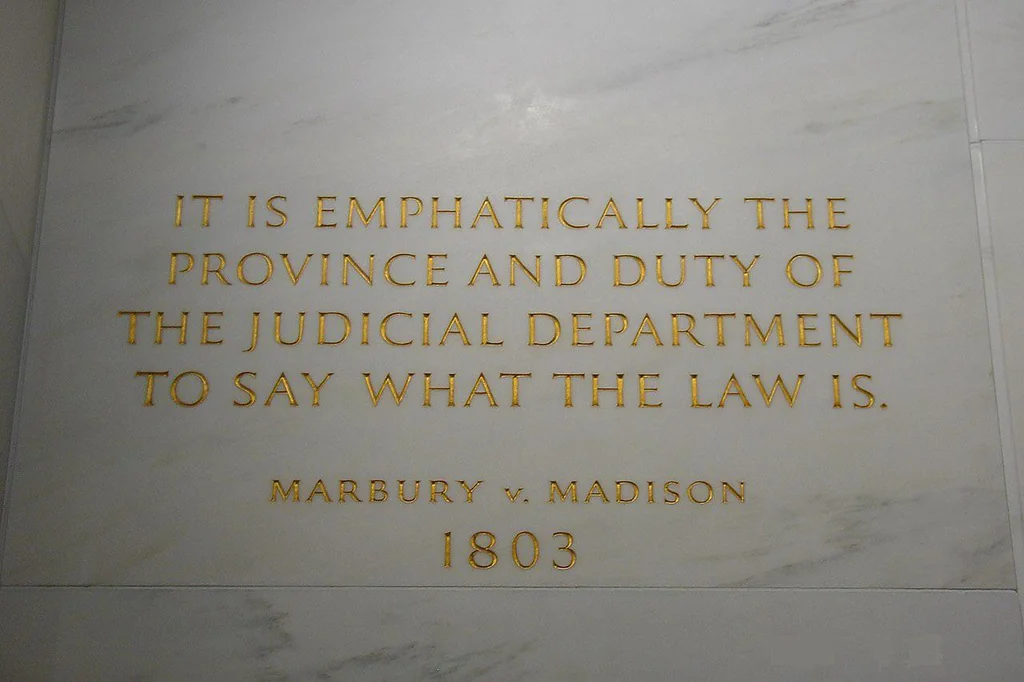 IT IS EMPHATICALLY THE
PROVINCE AND DUTY OF
THE JUDICIAL DEPARTMENT
TO SAY WHAT THE LAW IS.
MARBURY v. MADISON
1803